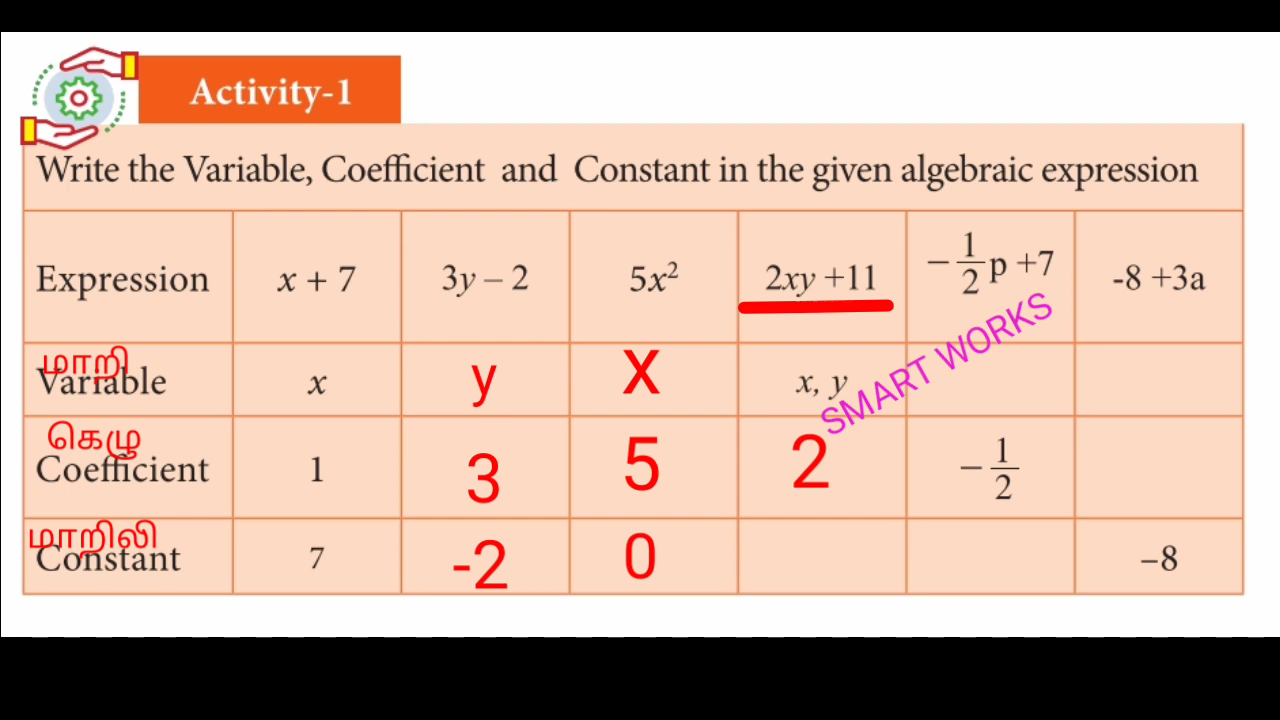 Activity-1
Write the Variable, Coefficient and Constant in the given algebraic expression
Expression x + 7 3y – 2 5x² 2xy +11 –1/2 p +7 -8 +3a
மாறி
Variable x y x x, y
SMART WORKS
கெழு
Coefficient 1 3 5 2 –1/2
மாறிலி
Constant 7 -2 0 –8